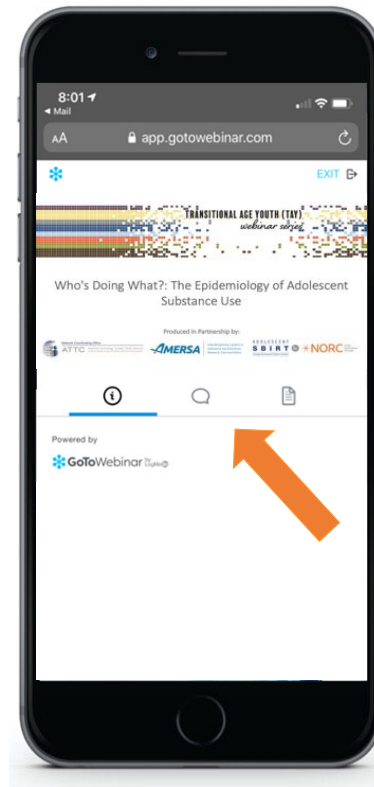 8:01
◀ Mail
AA app.gotowebinar.com
EXIT
TRANSITIONAL AGE YOUTH (TAY)
webinar series
Who's Doing What?: The Epidemiology of Adolescent
Substance Use
Produced in Partnership by:
ATTC AMERSA ADOLESCENT SBIRT NORC
Powered by
GoToWebinar